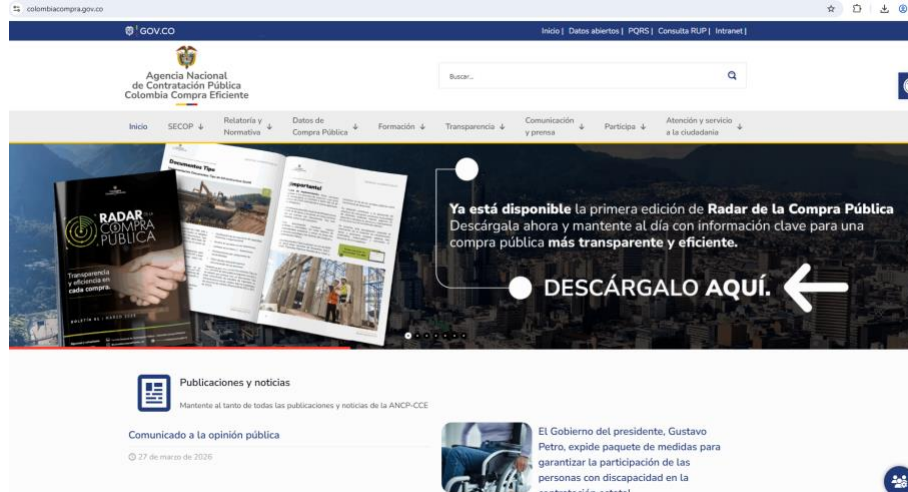 colombiacompra.gov.co
GOV.CO
Inicio | Datos abiertos | PQRS | Consulta RUP | Intranet |
Agencia Nacional
de Contratación Pública
Colombia Compra Eficiente
Buscar...
Inicio
SECOP
Relatoría y
Normativa
Datos de
Compra Pública
Formación
Transparencia
Comunicación
y prensa
Participa
Atención y servicio
a la ciudadanía
Documentos Tipo
¡Importante!
RADAR DE LA
COMPRA
PÚBLICA
Transparencia
y eficiencia en
cada compra.
Ya está disponible la primera edición de Radar de la Compra Pública
Descárgala ahora y mantente al día con información clave para una
compra pública más transparente y eficiente.
DESCÁRGALO AQUÍ.
Publicaciones y noticias
Mantente al tanto de todas las publicaciones y noticias de la ANCP-CCE
Comunicado a la opinión pública
27 de marzo de 2026
El Gobierno del presidente, Gustavo
Petro, expide paquete de medidas para
garantizar la participación de las
personas con discapacidad en la
contratación estatal